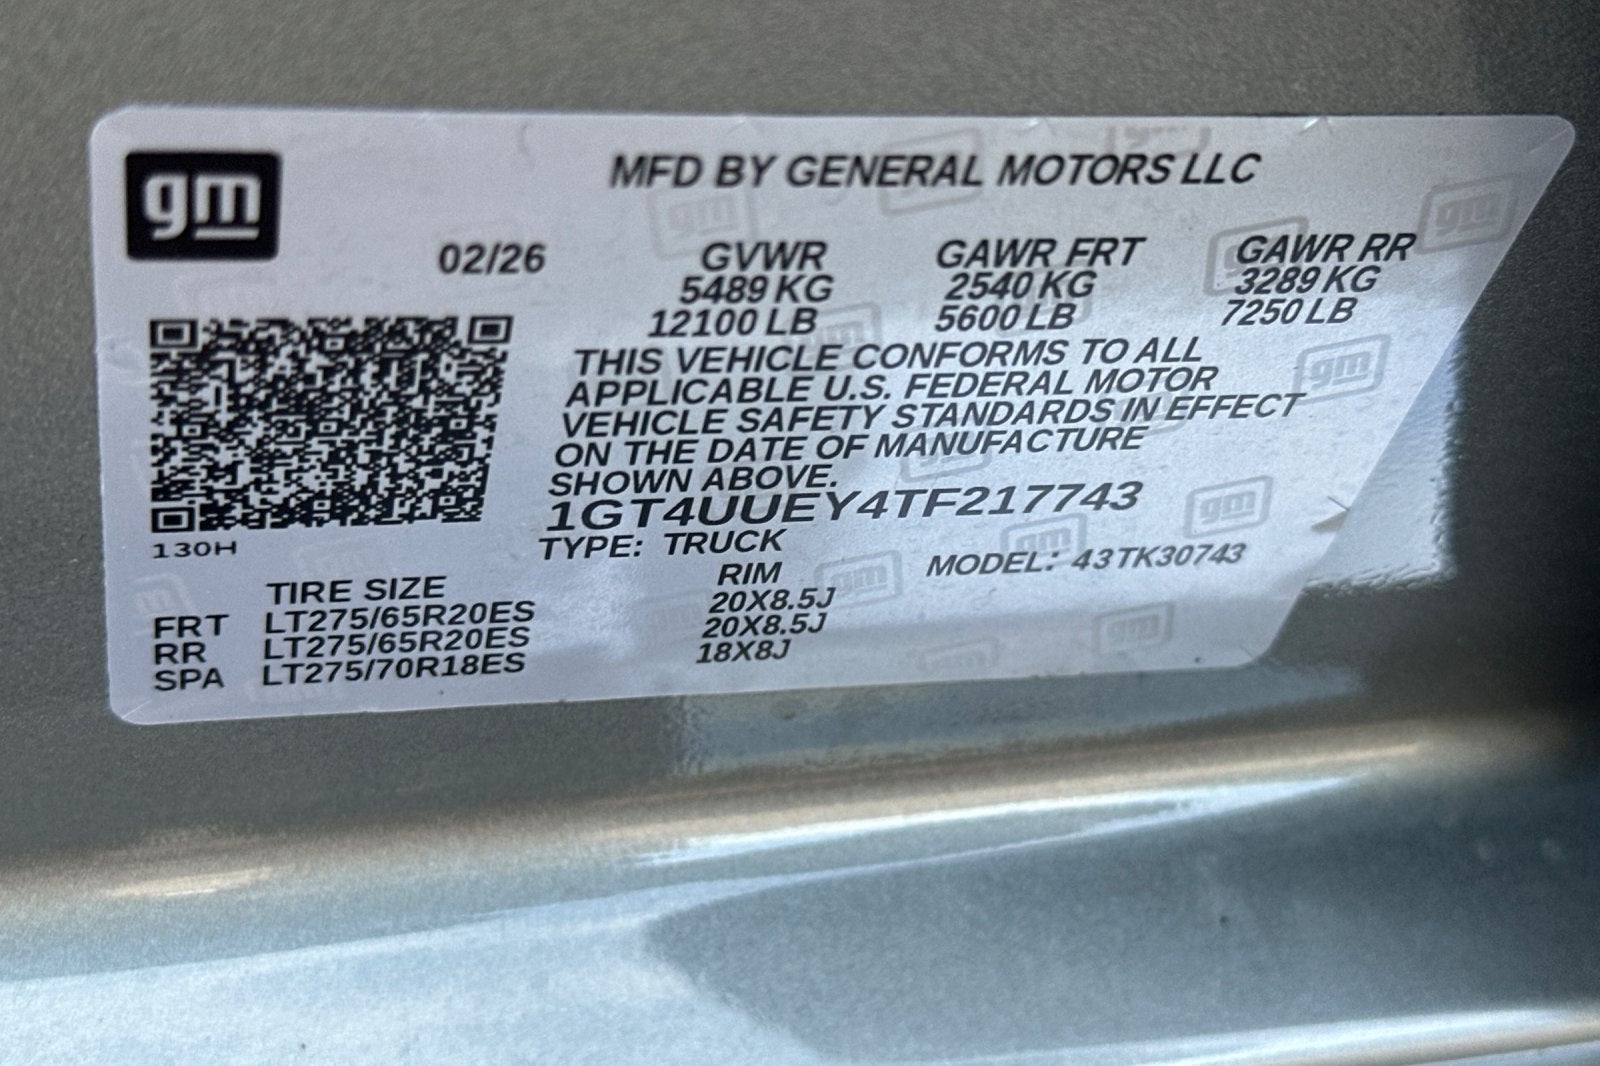 gm
MFD BY GENERAL MOTORS LLC
02/26 GVWR GAWR FRT GAWR RR
5489 KG 2540 KG 3289 KG
12100 LB 5600 LB 7250 LB
THIS VEHICLE CONFORMS TO ALL
APPLICABLE U.S. FEDERAL MOTOR
VEHICLE SAFETY STANDARDS IN EFFECT
ON THE DATE OF MANUFACTURE
SHOWN ABOVE.
1GT4UUEY4TF217743
130H
TYPE: TRUCK MODEL: 43TK30743
TIRE SIZE RIM
FRT LT275/65R20ES 20X8.5J
RR LT275/65R20ES 20X8.5J
SPA LT275/70R18ES 18X8J